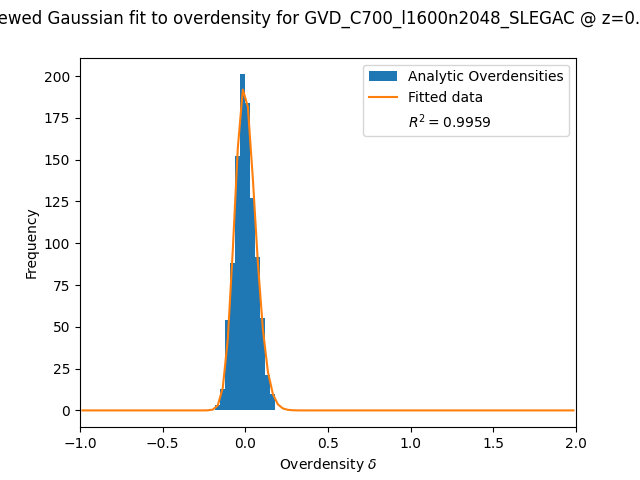 ewed Gaussian fit to overdensity for GVD_C700_l1600n2048_SLEGAC @ z=0.
Analytic Overdensities
Fitted data
R² = 0.9959
Frequency
200
175
150
125
100
75
50
25
0
−1.0 −0.5 0.0 0.5 1.0 1.5 2.0
Overdensity δ